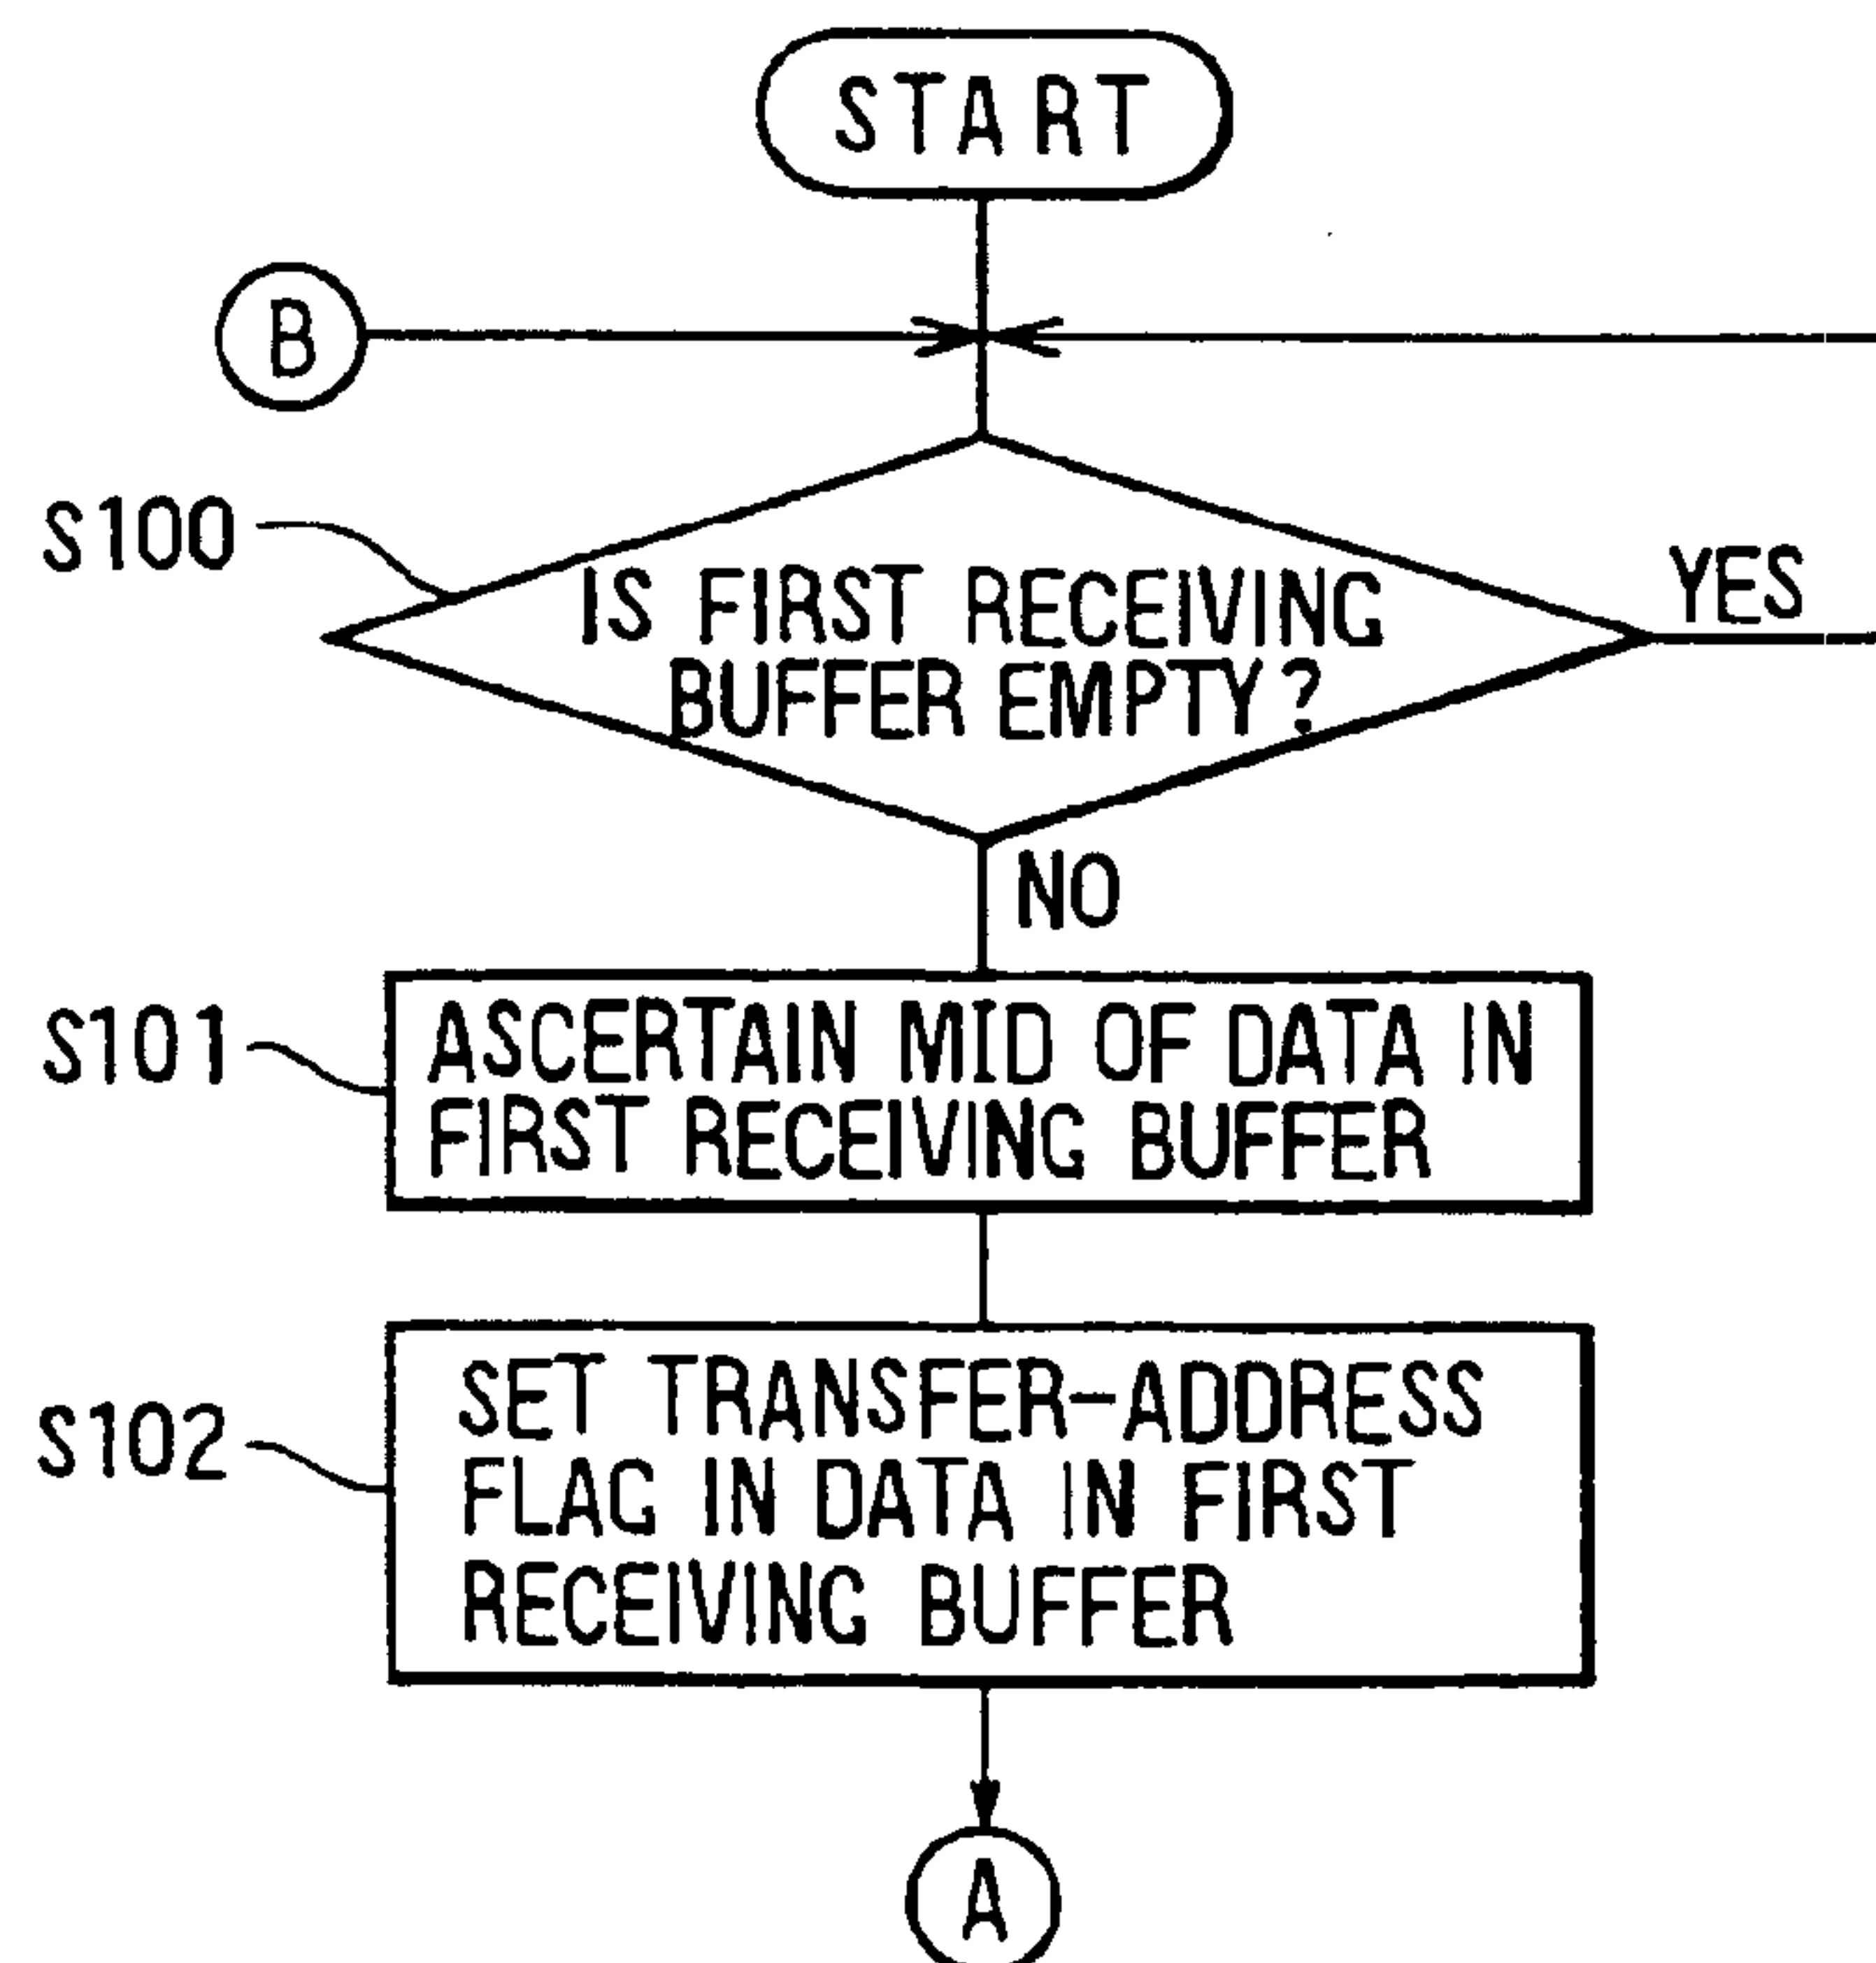 START
B
S100
IS FIRST RECEIVING
BUFFER EMPTY?
YES
NO
S101
ASCERTAIN MID OF DATA IN
FIRST RECEIVING BUFFER
S102
SET TRANSFER-ADDRESS
FLAG IN DATA IN FIRST
RECEIVING BUFFER
A